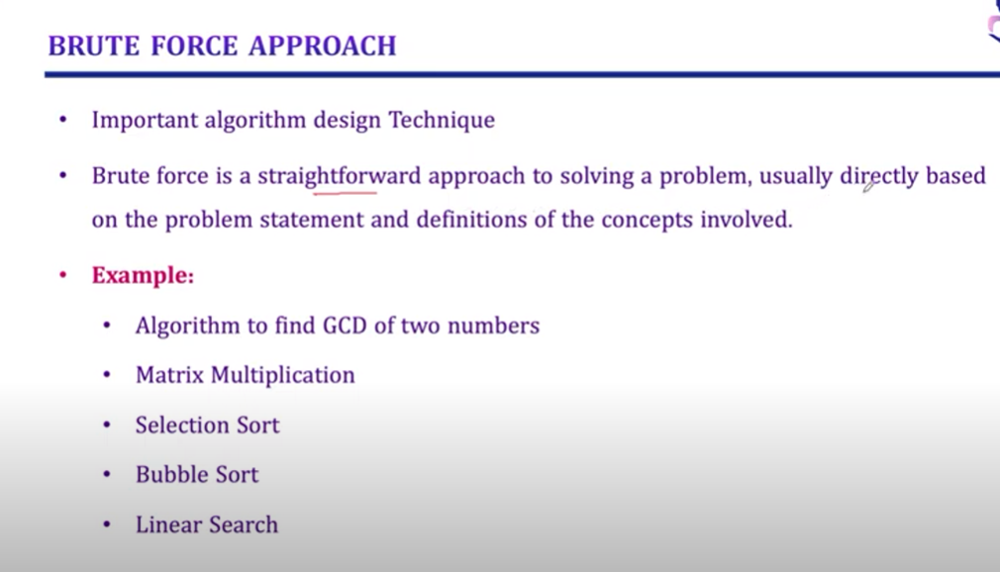 BRUTE FORCE APPROACH
• Important algorithm design Technique
• Brute force is a straightforward approach to solving a problem, usually directly based
on the problem statement and definitions of the concepts involved.
• Example:
• Algorithm to find GCD of two numbers
• Matrix Multiplication
• Selection Sort
• Bubble Sort
• Linear Search